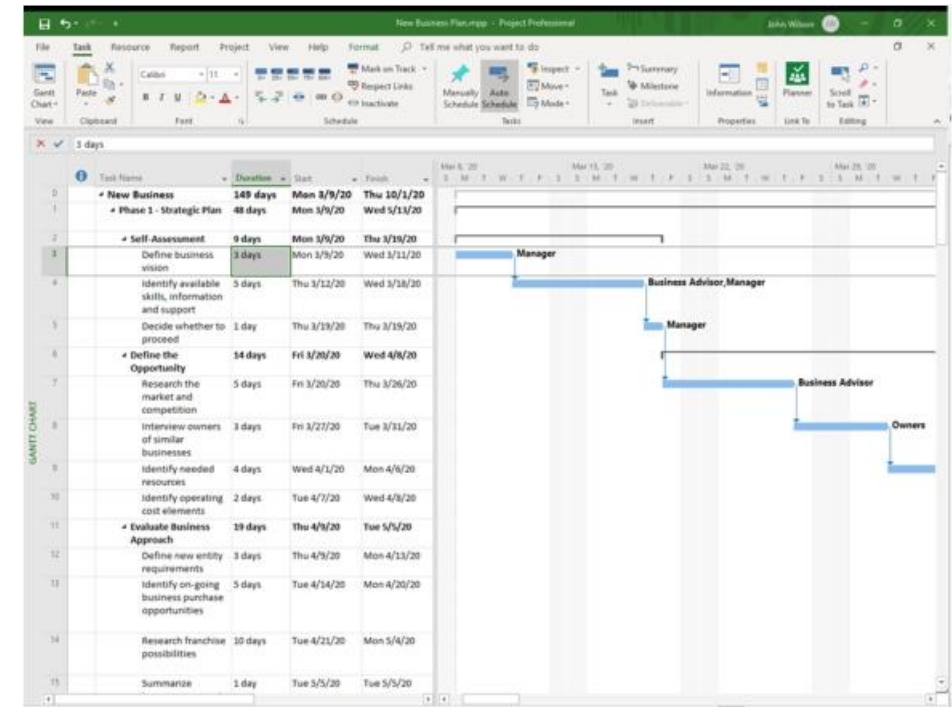 New Business Plan.mpp - Project Professional
John Wilson
File Task Resource Report Project View Help Format Tell me what you want to do
Gantt Chart
Paste
Calibri 11
B I U A
Mark on Track
Respect Links
Inactivate
Manually Schedule
Auto Schedule
Inspect
Move
Mode
Task
Summary
Milestone
Deliverable
Information
Planner
Scroll to Task
View Clipboard Font Schedule Tasks Insert Properties Link To Editing
3 days
Task Name Duration Start Finish
Mar 8, '20 Mar 15, '20 Mar 22, '20 Mar 29, '20
S M T W T F S S M T W T F S S M T W T F S S M T W T F
0 New Business 149 days Mon 3/9/20 Thu 10/1/20
1 Phase 1 - Strategic Plan 48 days Mon 3/9/20 Wed 5/13/20
2 Self-Assessment 9 days Mon 3/9/20 Thu 3/19/20
3 Define business 3 days Mon 3/9/20 Wed 3/11/20 Manager
vision
4 Identify available 5 days Thu 3/12/20 Wed 3/18/20 Business Advisor,Manager
skills, information
and support
5 Decide whether to 1 day Thu 3/19/20 Thu 3/19/20 Manager
proceed
6 Define the 14 days Fri 3/20/20 Wed 4/8/20
Opportunity
7 Research the 5 days Fri 3/20/20 Thu 3/26/20 Business Advisor
market and
competition
8 Interview owners 3 days Fri 3/27/20 Tue 3/31/20 Owners
of similar
businesses
9 Identify needed 4 days Wed 4/1/20 Mon 4/6/20
resources
10 Identify operating 2 days Tue 4/7/20 Wed 4/8/20
cost elements
11 Evaluate Business 19 days Thu 4/9/20 Tue 5/5/20
Approach
12 Define new entity 3 days Thu 4/9/20 Mon 4/13/20
requirements
13 Identify on-going 5 days Tue 4/14/20 Mon 4/20/20
business purchase
opportunities
14 Research franchise 10 days Tue 4/21/20 Mon 5/4/20
possibilities
15 Summarize 1 day Tue 5/5/20 Tue 5/5/20
GANTT CHART